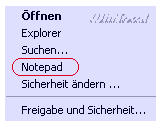 Öffnen
Explorer
Suchen...
Notepad
Sicherheit ändern ...
Freigabe und Sicherheit...